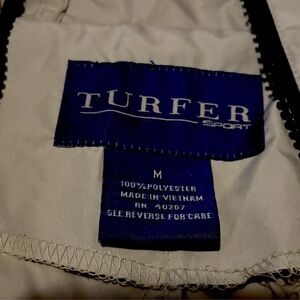 TURFER
SPORT
M
100% POLYESTER
MADE IN VIETNAM
RN 40207
SEE REVERSE FOR CARE